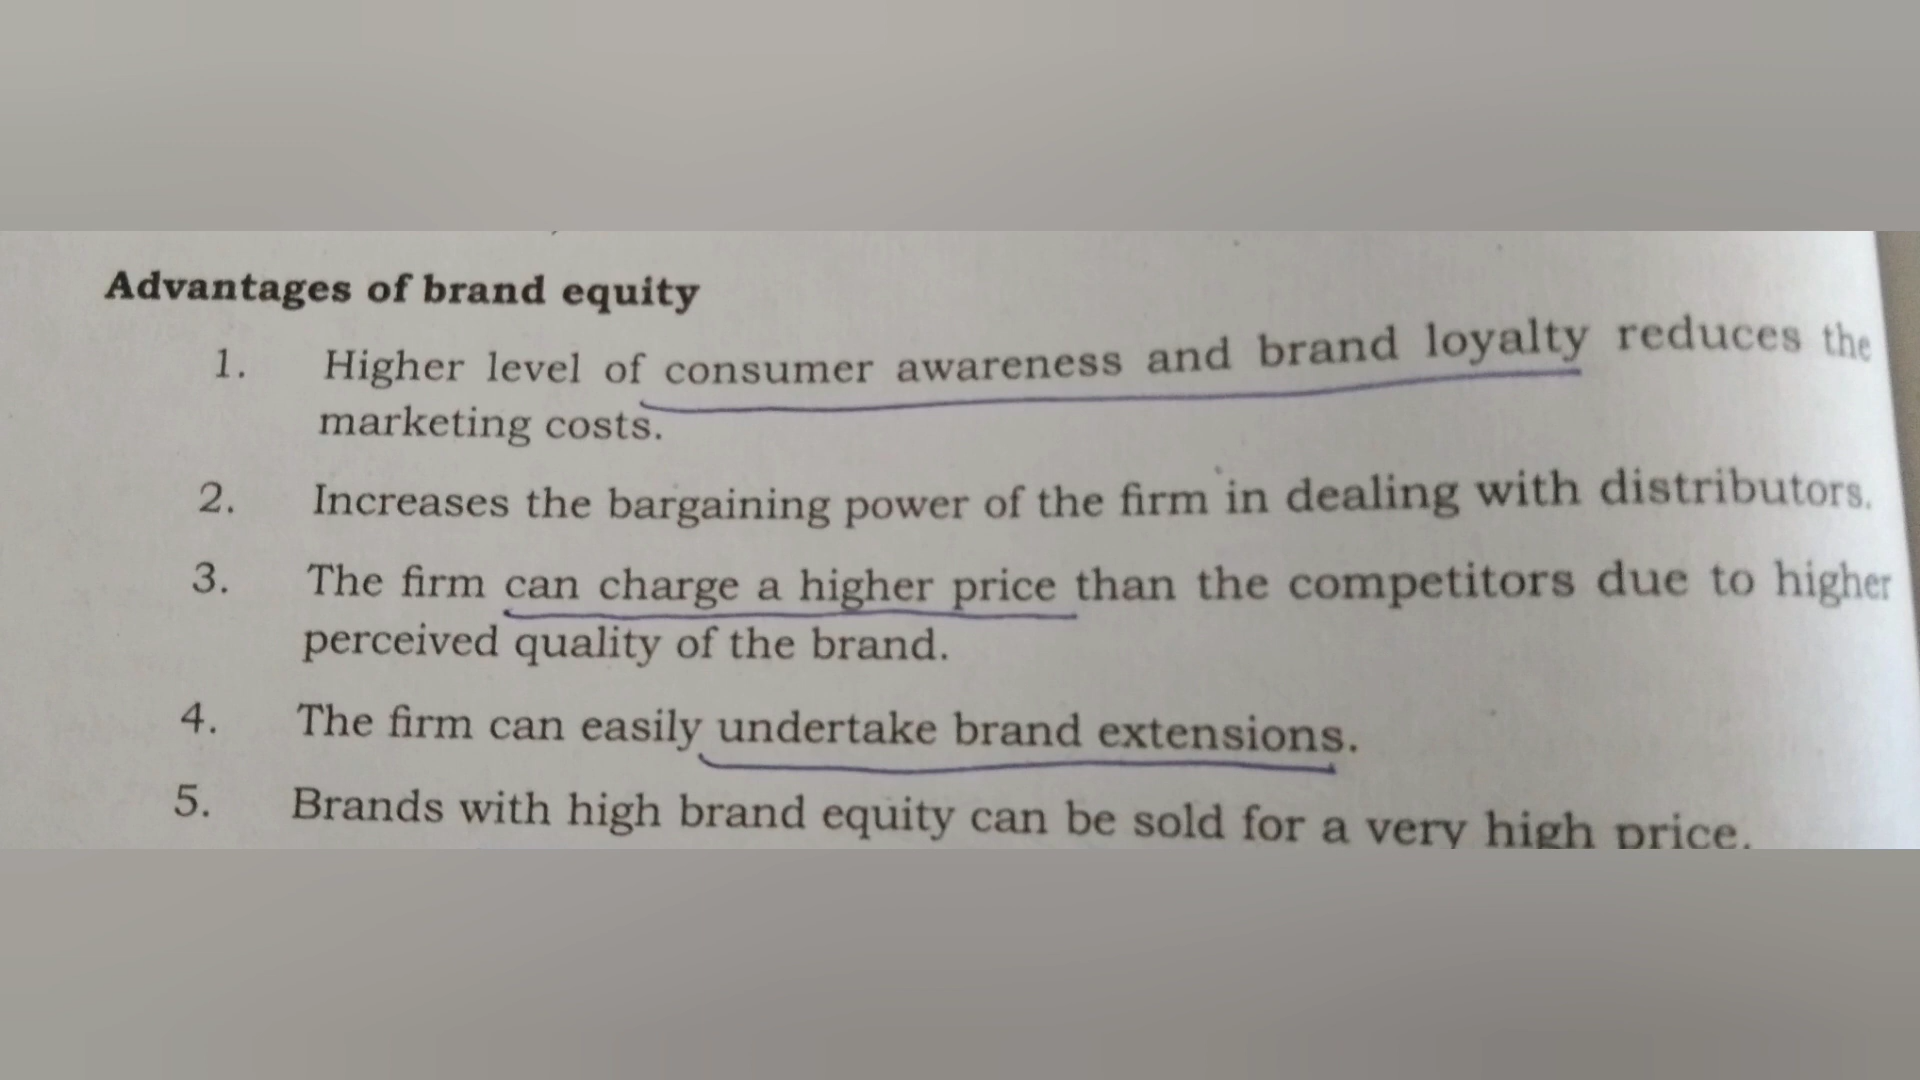 Advantages of brand equity
1. Higher level of consumer awareness and brand loyalty reduces the
marketing costs.
2. Increases the bargaining power of the firm in dealing with distributors.
3. The firm can charge a higher price than the competitors due to higher
perceived quality of the brand.
4. The firm can easily undertake brand extensions.
5. Brands with high brand equity can be sold for a very high price.